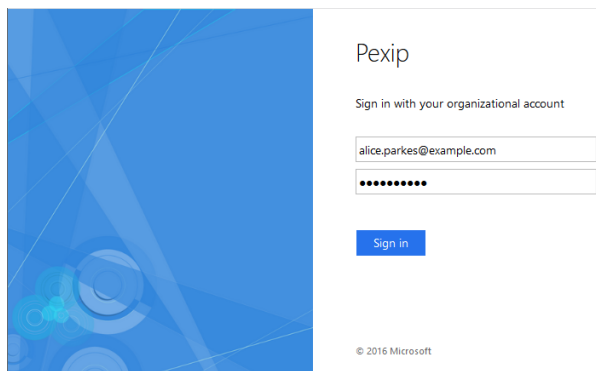 Pexip
Sign in with your organizational account
alice.parkes@example.com
●●●●●●●●●●
Sign in
© 2016 Microsoft